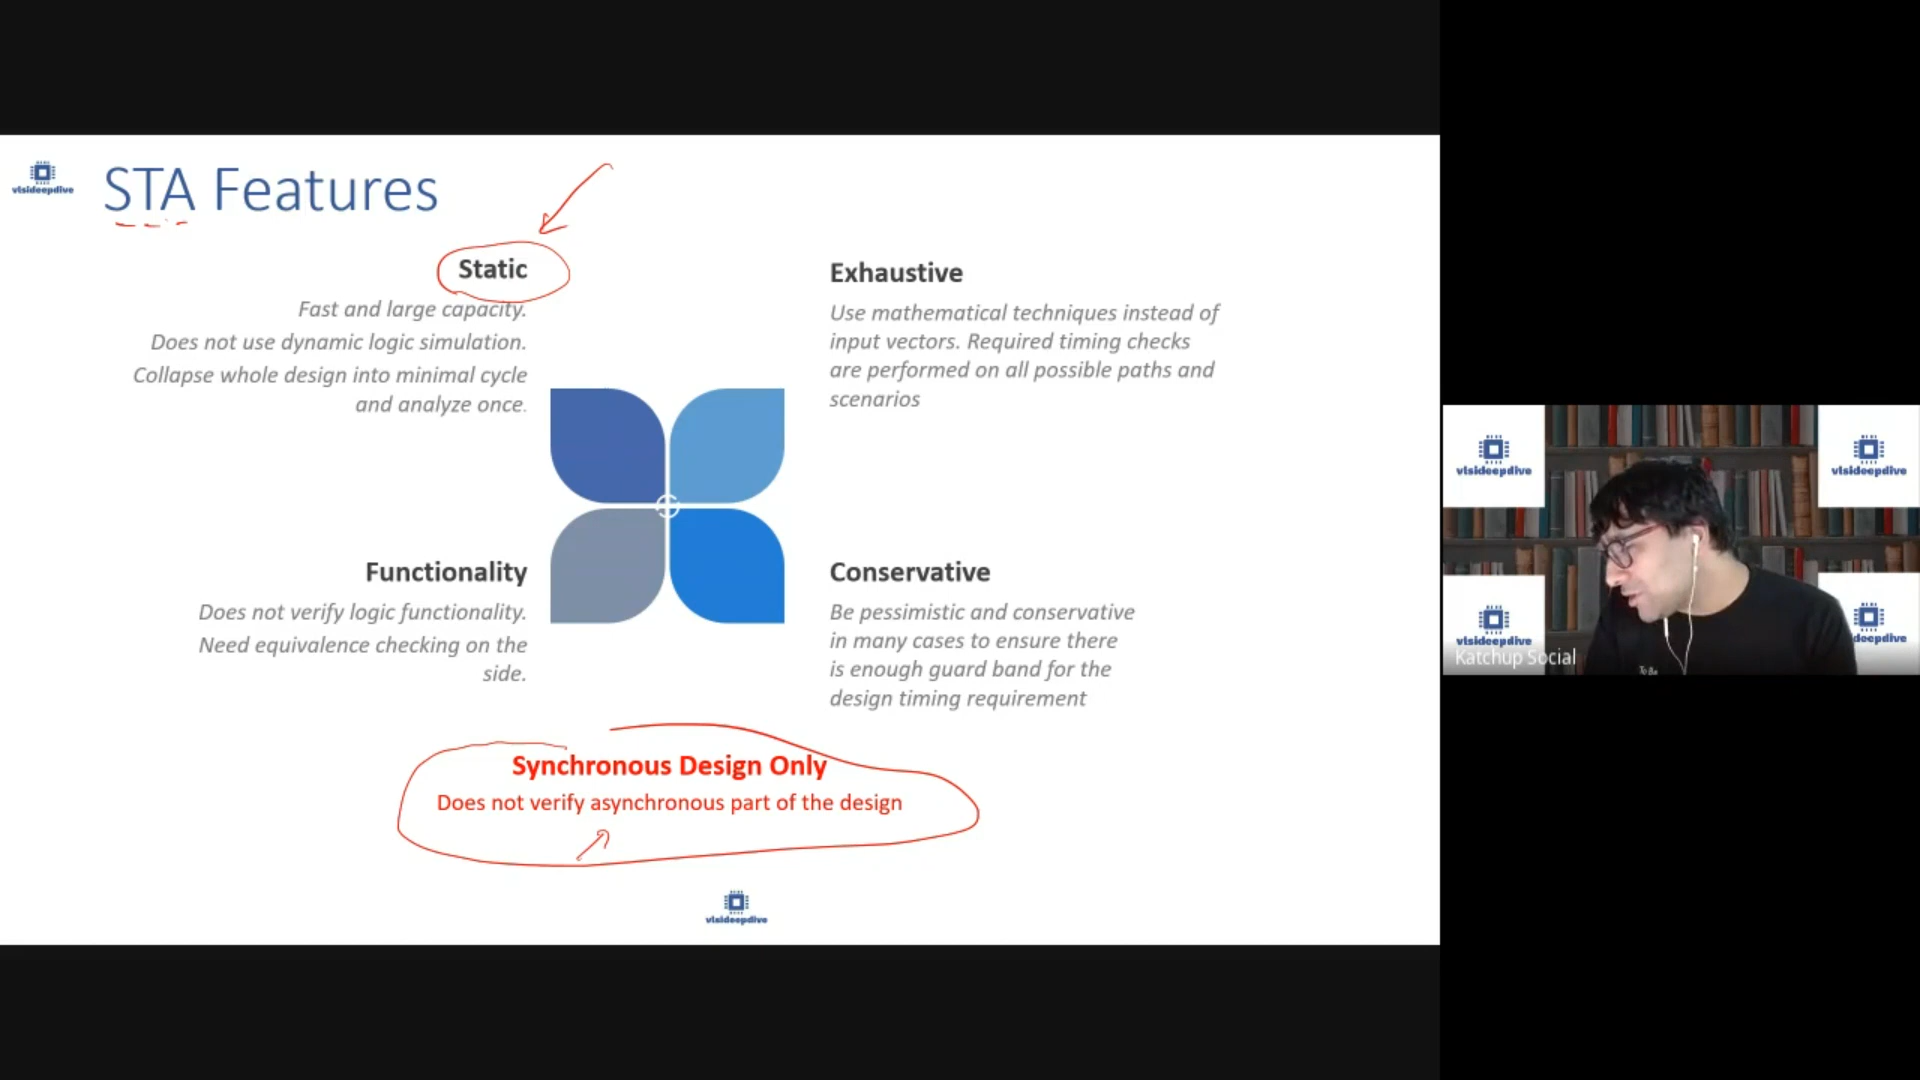 vlsideepdive
STA Features
Static
Fast and large capacity.
Does not use dynamic logic simulation.
Collapse whole design into minimal cycle
and analyze once.
Exhaustive
Use mathematical techniques instead of
input vectors. Required timing checks
are performed on all possible paths and
scenarios
Functionality
Does not verify logic functionality.
Need equivalence checking on the
side.
Conservative
Be pessimistic and conservative
in many cases to ensure there
is enough guard band for the
design timing requirement
Synchronous Design Only
Does not verify asynchronous part of the design
vlsideepdive
vlsideepdive
vlsideepdive
vlsideepdive
deepdive
Katchup Social
To Be